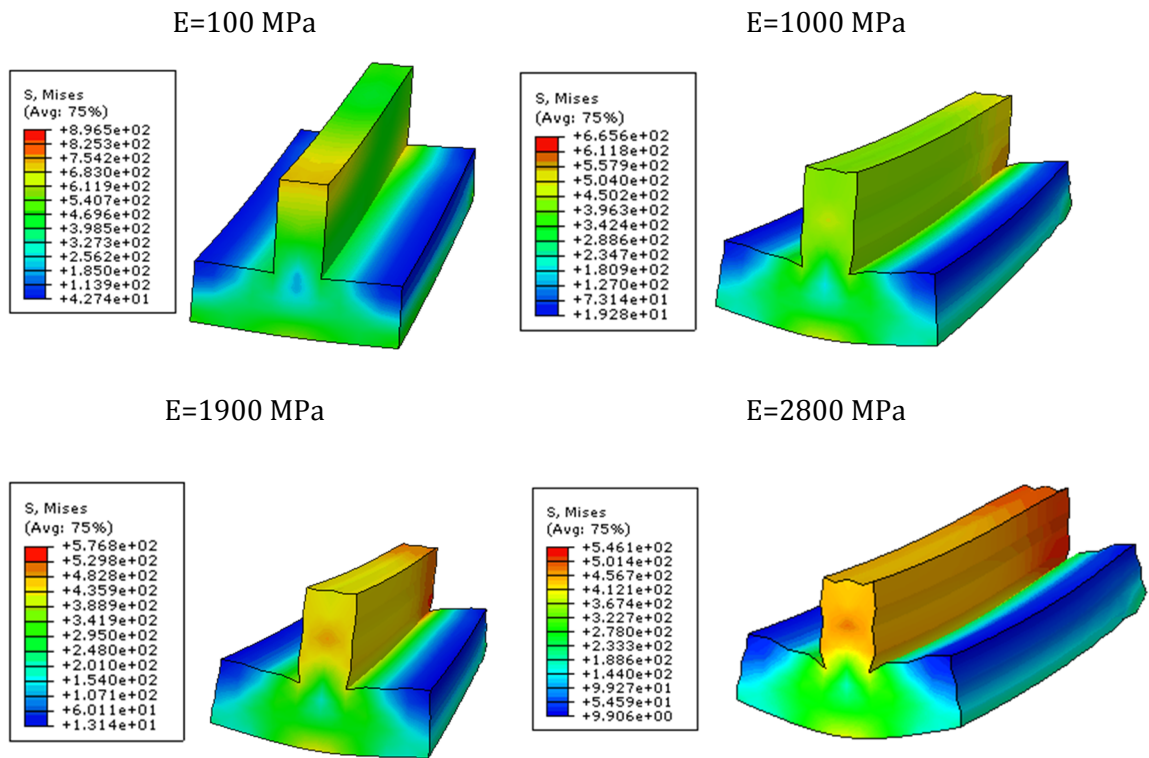 E=100 MPa
S, Mises
(Avg: 75%)
+8.965e+02
+8.253e+02
+7.542e+02
+6.830e+02
+6.119e+02
+5.407e+02
+4.696e+02
+3.985e+02
+3.273e+02
+2.562e+02
+1.850e+02
+1.139e+02
+4.274e+01
E=1000 MPa
S, Mises
(Avg: 75%)
+6.656e+02
+6.118e+02
+5.579e+02
+5.040e+02
+4.502e+02
+3.963e+02
+3.424e+02
+2.886e+02
+2.347e+02
+1.809e+02
+1.270e+02
+7.314e+01
+1.928e+01
E=1900 MPa
S, Mises
(Avg: 75%)
+5.768e+02
+5.298e+02
+4.828e+02
+4.359e+02
+3.889e+02
+3.419e+02
+2.950e+02
+2.480e+02
+2.010e+02
+1.540e+02
+1.071e+02
+6.011e+01
+1.314e+01
E=2800 MPa
S, Mises
(Avg: 75%)
+5.461e+02
+5.014e+02
+4.567e+02
+4.121e+02
+3.674e+02
+3.227e+02
+2.780e+02
+2.333e+02
+1.886e+02
+1.440e+02
+9.927e+01
+5.459e+01
+9.906e+00